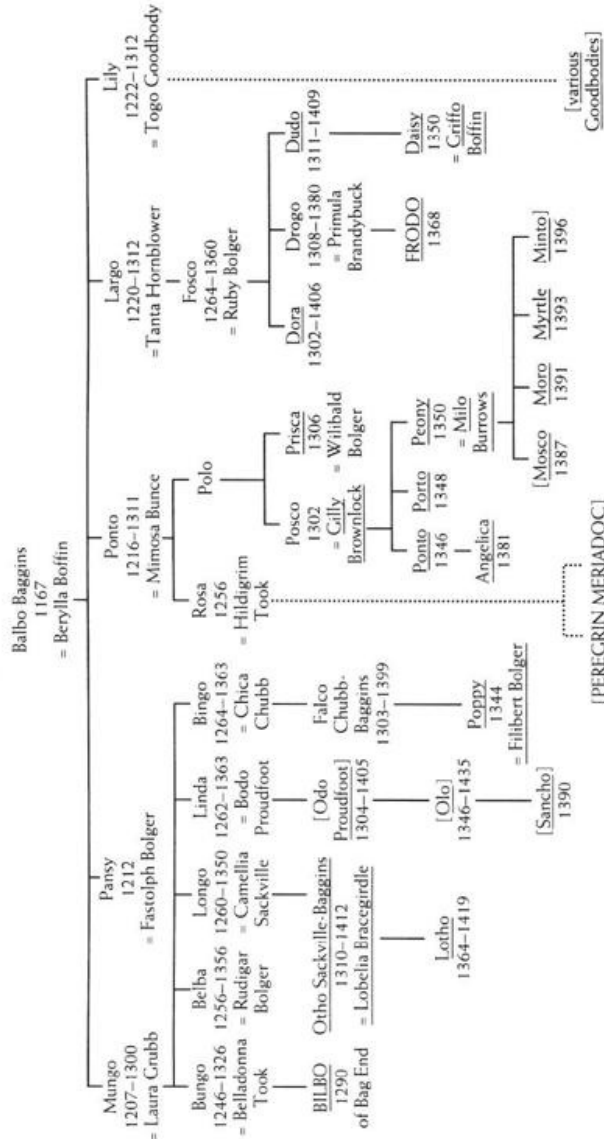 Balbo Baggins
1167
= Berylla Boffin
Mungo
1207–1300
= Laura Grubb
Pansy
1212
= Fastolph Bolger
Ponto
1216–1311
= Mimosa Bunce
Largo
1220–1312
=Tanta Hornblower
Lily
1222–1312
= Togo Goodbody
Bungo
1246–1326
=Belladonna
Took
Belba
1256–1356
= Rudigar
Bolger
Longo
1260–1350
=Camellia
Sackville
Linda
1262–1363
= Bodo
Proudfoot
Bingo
1264–1363
= Chica
Chubb
Rosa
1256
=Hildigrim
Took
Polo
Fosco
1264–1360
= Ruby Bolger
BILBO
1290
of Bag End
Otho Sackville-Baggins
1310–1412
= Lobelia Bracegirdle
[Odo
Proudfoot]
1304–1405
Falco
Chubb-
Baggins
1303–1399
Posco
1302
= Gilly
Brownlock
Prisca
1306
= Wilibald
Bolger
Dora
1302–1406
Drogo
1308–1380
= Primula
Brandybuck
Dudo
1311–1409
Lotho
1364–1419
[Olo]
1346–1435
Poppy
1344
= Filibert Bolger
Ponto
1346
Porto
1348
Peony
1350
= Milo
Burrows
FRODO
1368
Daisy
1350
= Griffo
Boffin
[Sancho]
1390
Angelica
1381
[Mosco
1387
Moro
1391
Myrtle
1393
Minto]
1396
[PEREGRIN MERIADOC]
[various
Goodbodies]